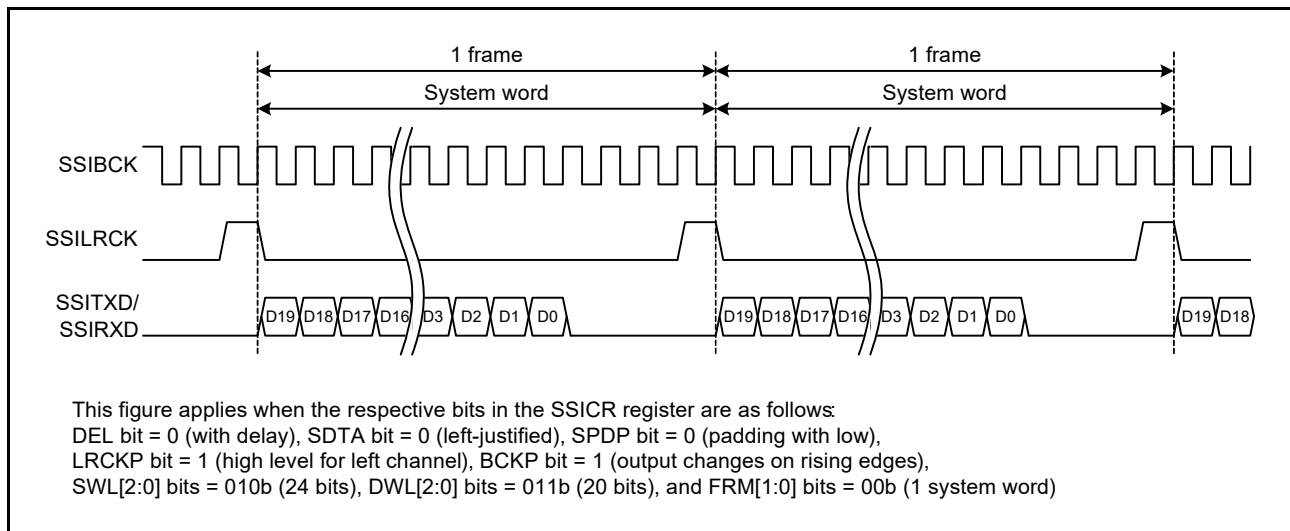 1 frame 1 frame
System word System word
SSIBCK
SSILRCK
SSITXD/
SSIRXD
D19 D18 D17 D16 D3 D2 D1 D0 D19 D18 D17 D16 D3 D2 D1 D0 D19 D18
This figure applies when the respective bits in the SSICR register are as follows:
DEL bit = 0 (with delay), SDTA bit = 0 (left-justified), SPDP bit = 0 (padding with low),
LRCKP bit = 1 (high level for left channel), BCKP bit = 1 (output changes on rising edges),
SWL[2:0] bits = 010b (24 bits), DWL[2:0] bits = 011b (20 bits), and FRM[1:0] bits = 00b (1 system word)